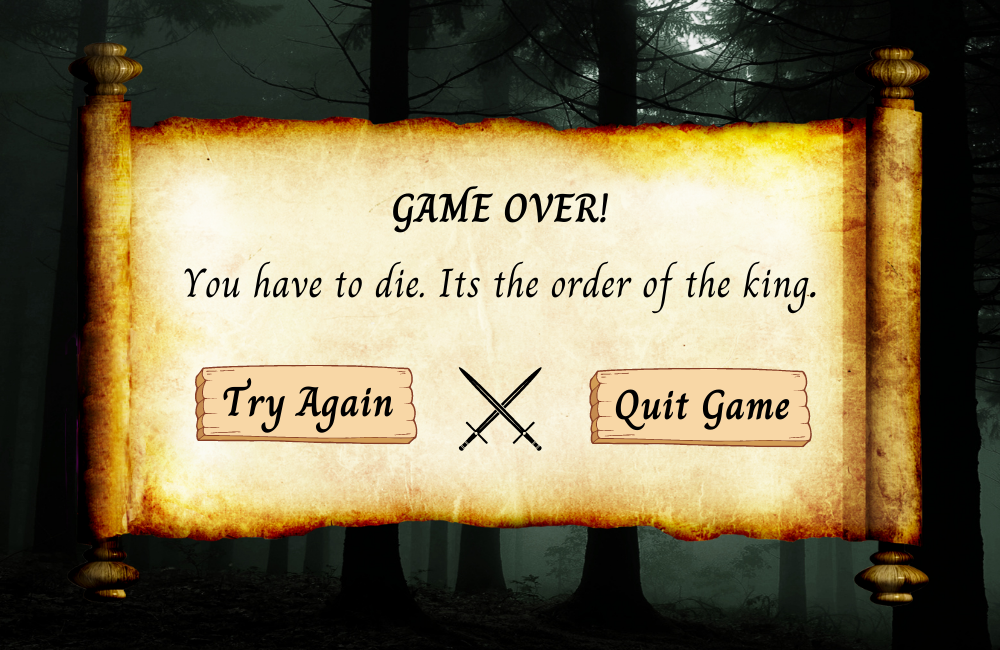 GAME OVER!
You have to die. Its the order of the king.
Try Again
Quit Game